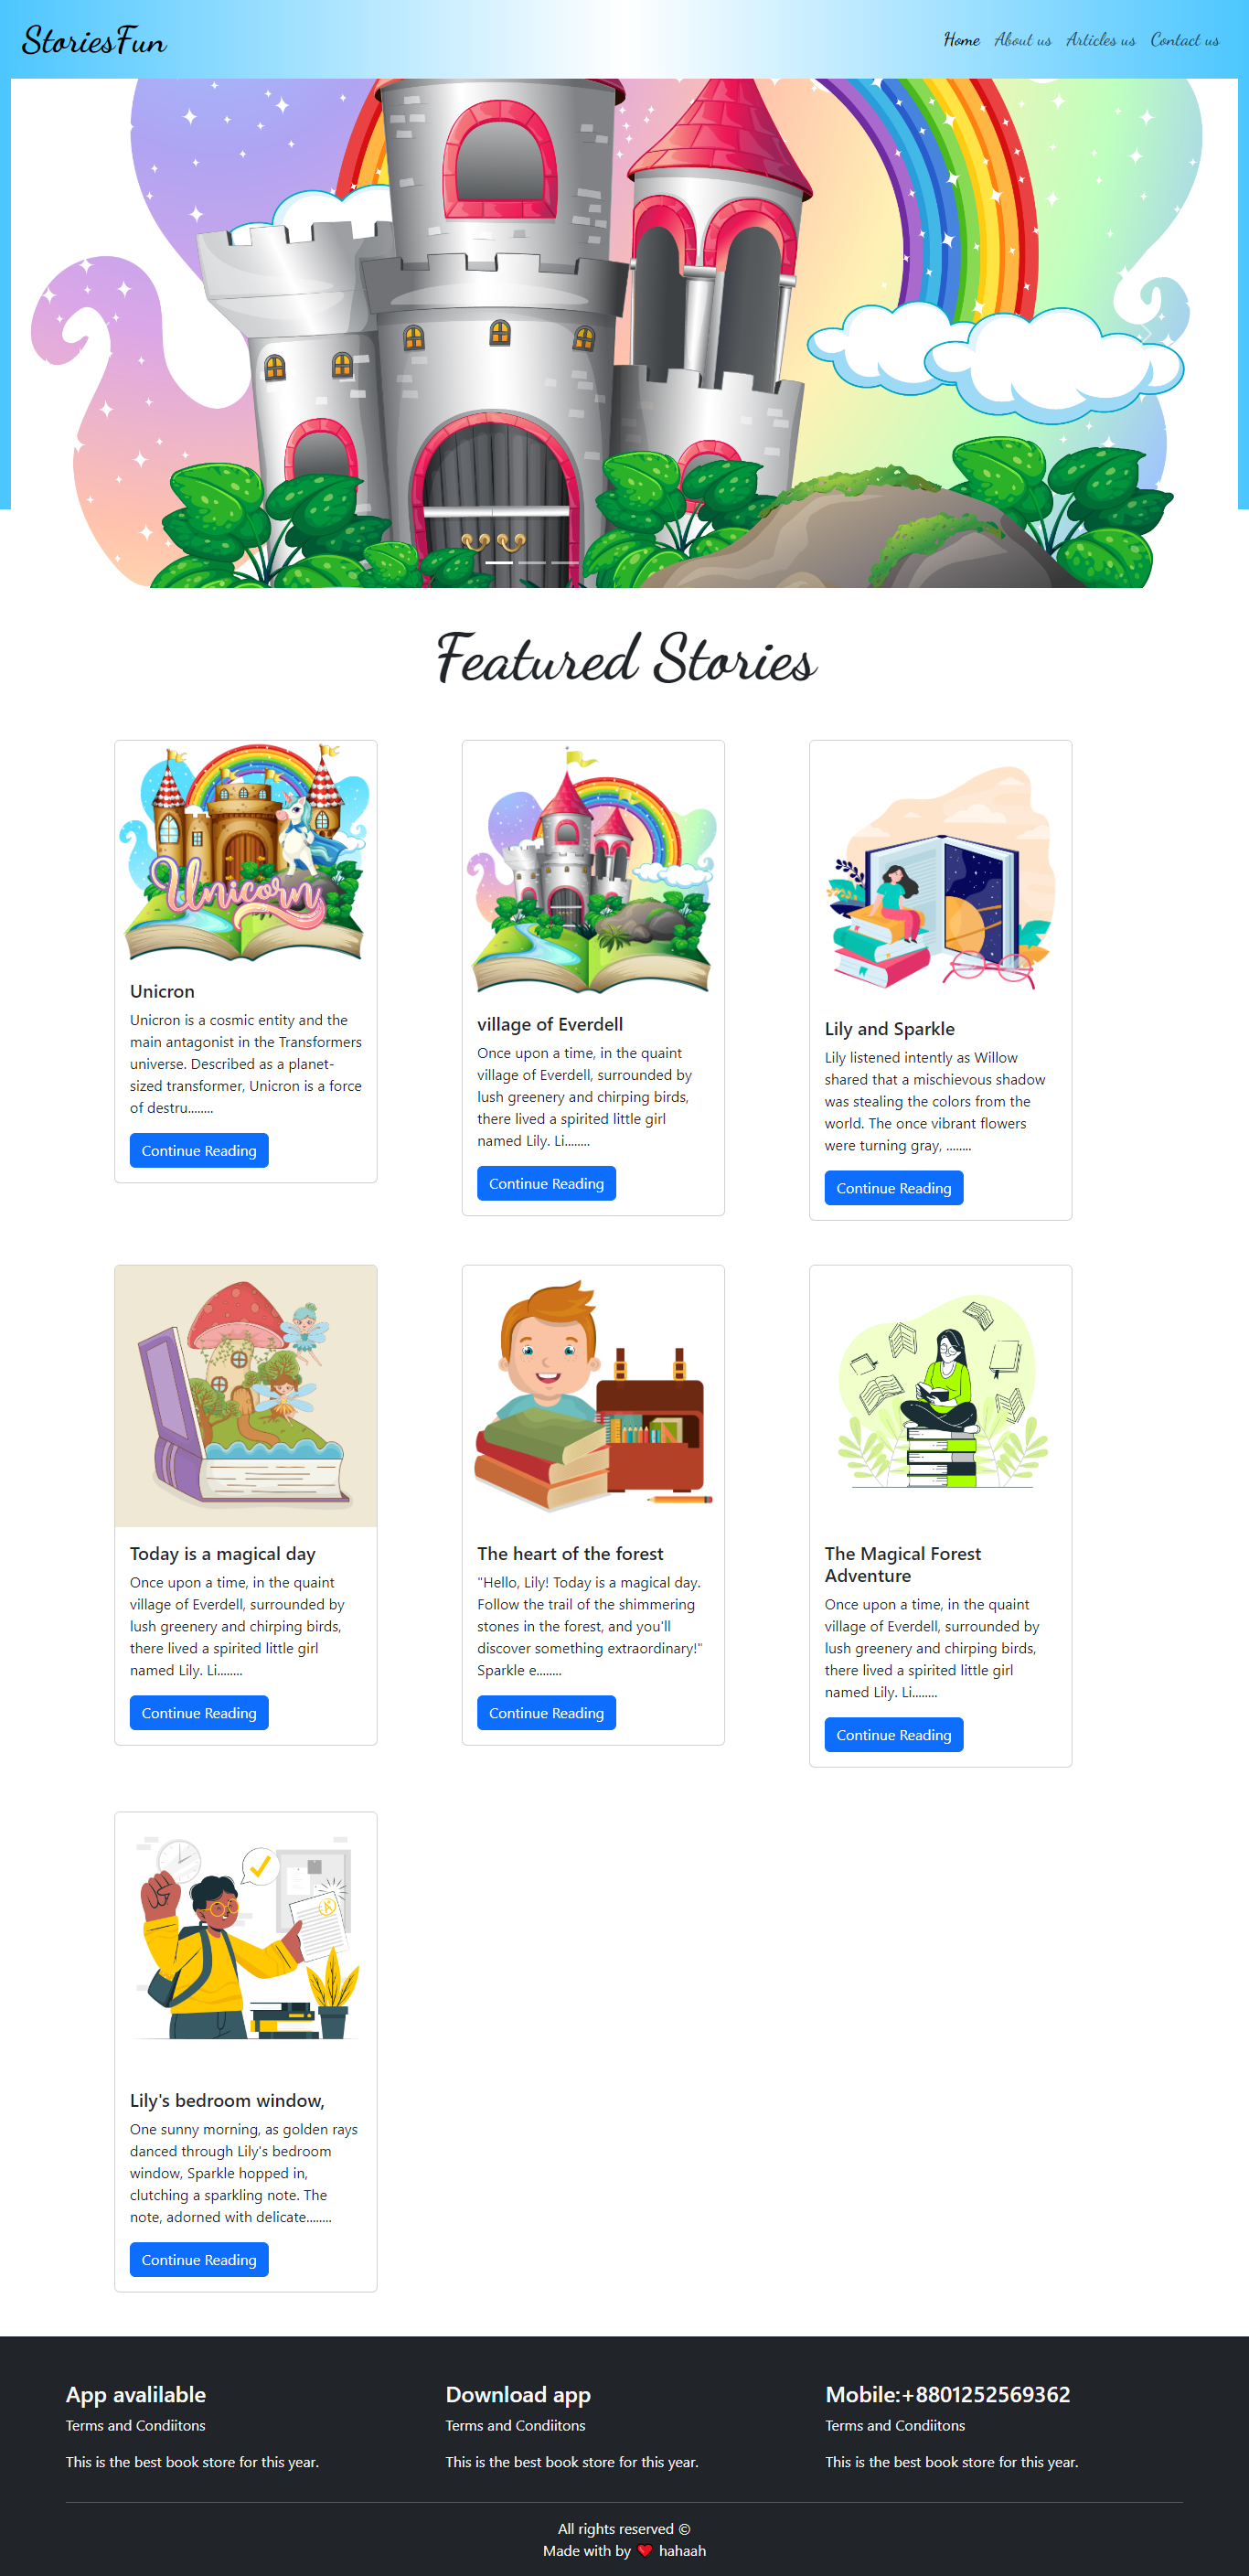 StoriesFun
Home About us Articles us Contact us
Featured Stories
Unicorn
Unicron
Unicron is a cosmic entity and the
main antagonist in the Transformers
universe. Described as a planet-
sized transformer, Unicron is a force
of destru........
Continue Reading
village of Everdell
Once upon a time, in the quaint
village of Everdell, surrounded by
lush greenery and chirping birds,
there lived a spirited little girl
named Lily. Li........
Continue Reading
Lily and Sparkle
Lily listened intently as Willow
shared that a mischievous shadow
was stealing the colors from the
world. The once vibrant flowers
were turning gray, ........
Continue Reading
Today is a magical day
Once upon a time, in the quaint
village of Everdell, surrounded by
lush greenery and chirping birds,
there lived a spirited little girl
named Lily. Li........
Continue Reading
The heart of the forest
"Hello, Lily! Today is a magical day.
Follow the trail of the shimmering
stones in the forest, and you'll
discover something extraordinary!"
Sparkle e........
Continue Reading
The Magical Forest
Adventure
Once upon a time, in the quaint
village of Everdell, surrounded by
lush greenery and chirping birds,
there lived a spirited little girl
named Lily. Li........
Continue Reading
Lily's bedroom window,
One sunny morning, as golden rays
danced through Lily's bedroom
window, Sparkle hopped in,
clutching a sparkling note. The
note, adorned with delicate........
Continue Reading
App avalilable
Terms and Condiitons
This is the best book store for this year.
Download app
Terms and Condiitons
This is the best book store for this year.
Mobile:+8801252569362
Terms and Condiitons
This is the best book store for this year.
All rights reserved ©
Made with by ❤️ hahaah